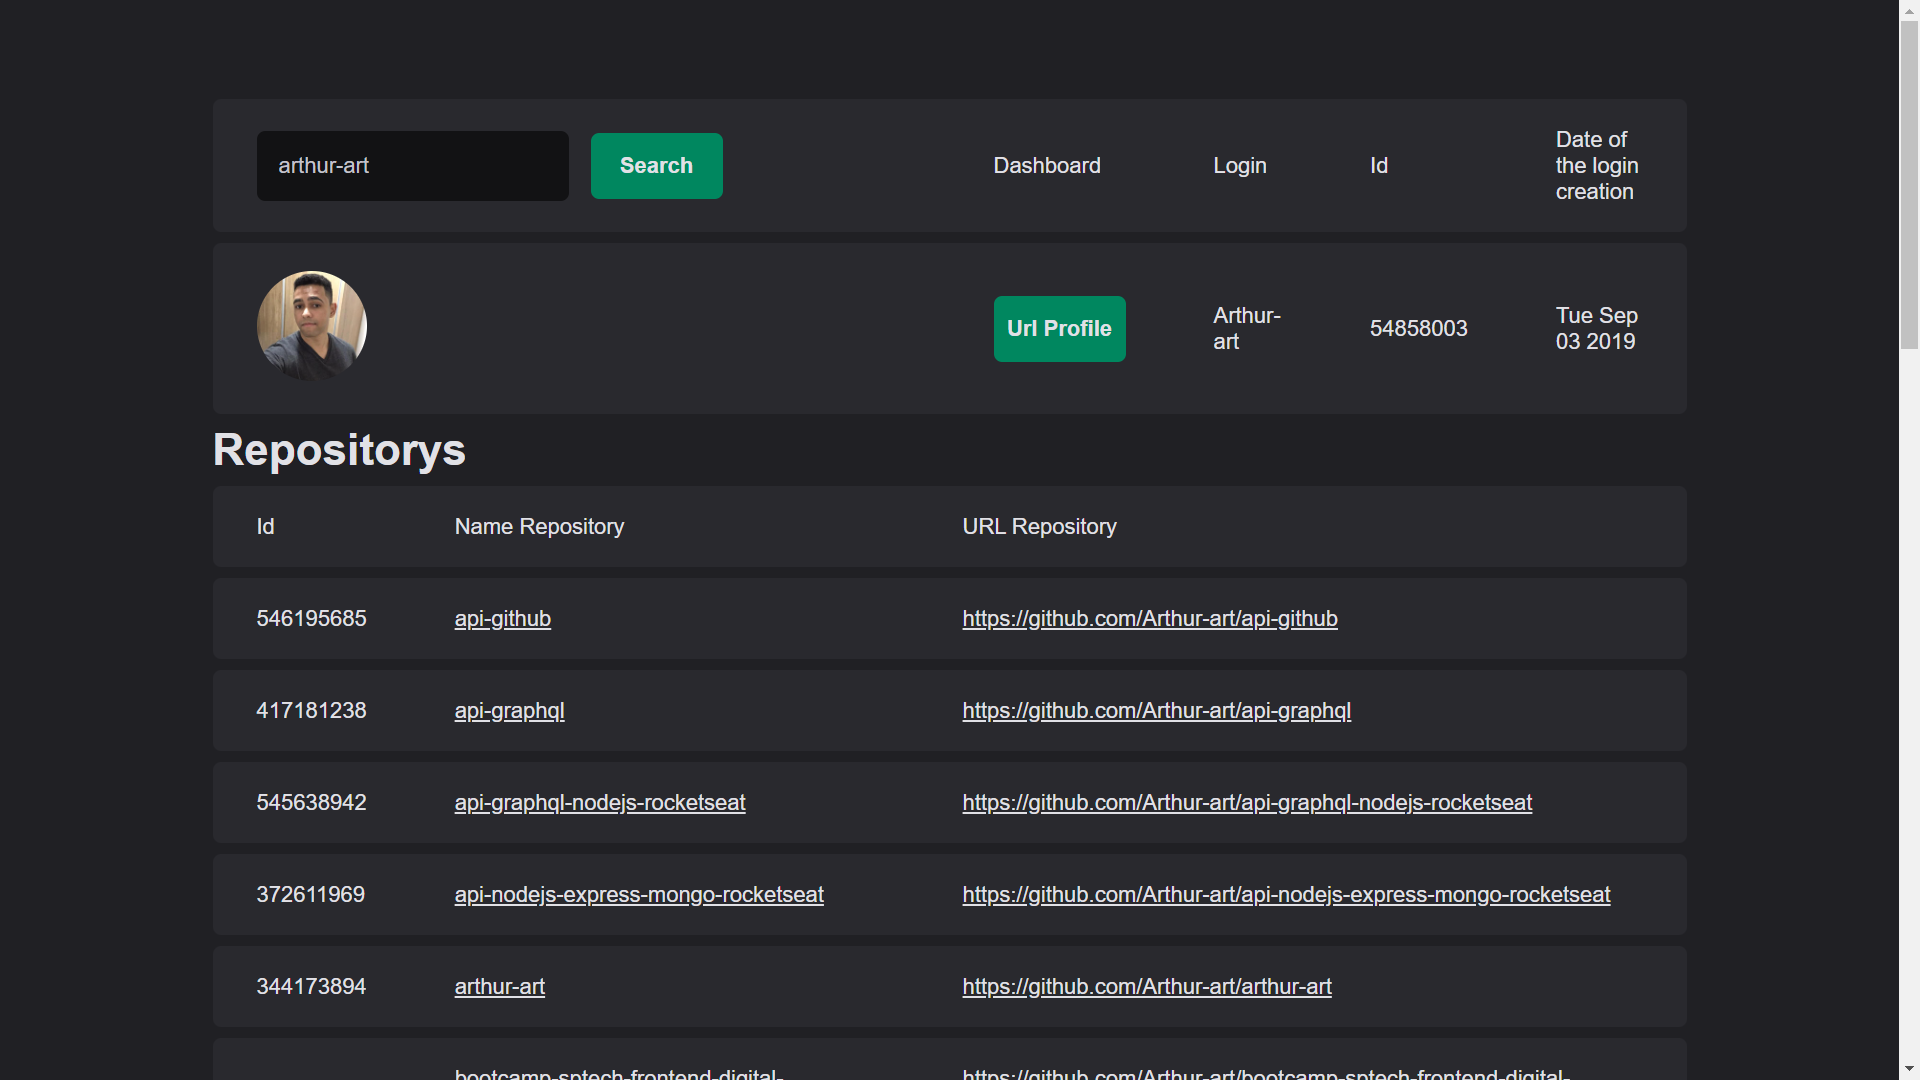 arthur-art Search Dashboard Login Id Date of
the login
creation
Url Profile Arthur- 54858003 Tue Sep
art 03 2019
Repositorys
Id Name Repository URL Repository
546195685 api-github https://github.com/Arthur-art/api-github
417181238 api-graphql https://github.com/Arthur-art/api-graphql
545638942 api-graphql-nodejs-rocketseat https://github.com/Arthur-art/api-graphql-nodejs-rocketseat
372611969 api-nodejs-express-mongo-rocketseat https://github.com/Arthur-art/api-nodejs-express-mongo-rocketseat
344173894 arthur-art https://github.com/Arthur-art/arthur-art
bootcamp-sptech-frontend-digital- https://github.com/Arthur-art/bootcamp-sptech-frontend-digital-